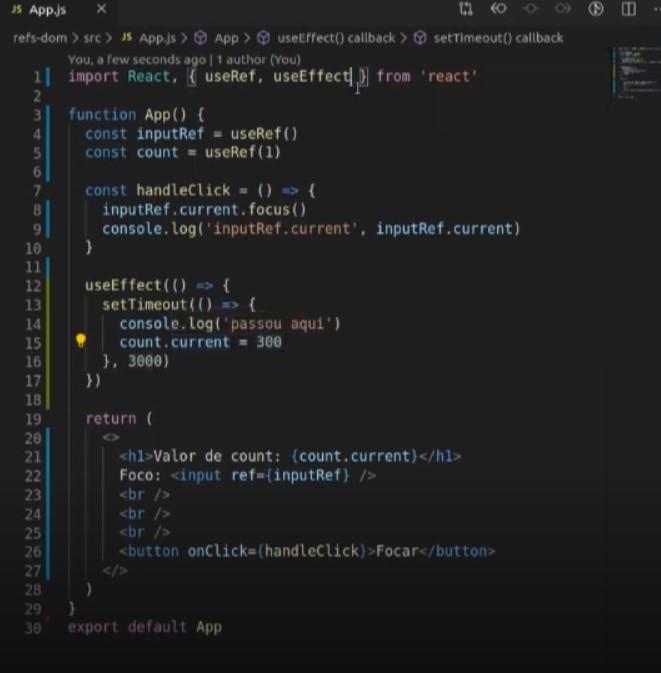 JS App.js ×
refs-dom > src > JS App.js > App > useEffect() callback > setTimeout() callback
You, a few seconds ago | 1 author (You)
1 import React, { useRef, useEffect } from 'react'
2
3 function App() {
4   const inputRef = useRef()
5   const count = useRef(1)
6
7   const handleClick = () => {
8     inputRef.current.focus()
9     console.log('inputRef.current', inputRef.current)
10   }
11
12   useEffect(() => {
13     setTimeout(() => {
14       console.log('passou aqui')
15       count.current = 300
16     }, 3000)
17   })
18
19   return (
20     <>
21       <h1>Valor de count: {count.current}</h1>
22       Foco: <input ref={inputRef} />
23       <br />
24       <br />
25       <br />
26       <button onClick={handleClick}>Focar</button>
27     </>
28   )
29 }
30 export default App